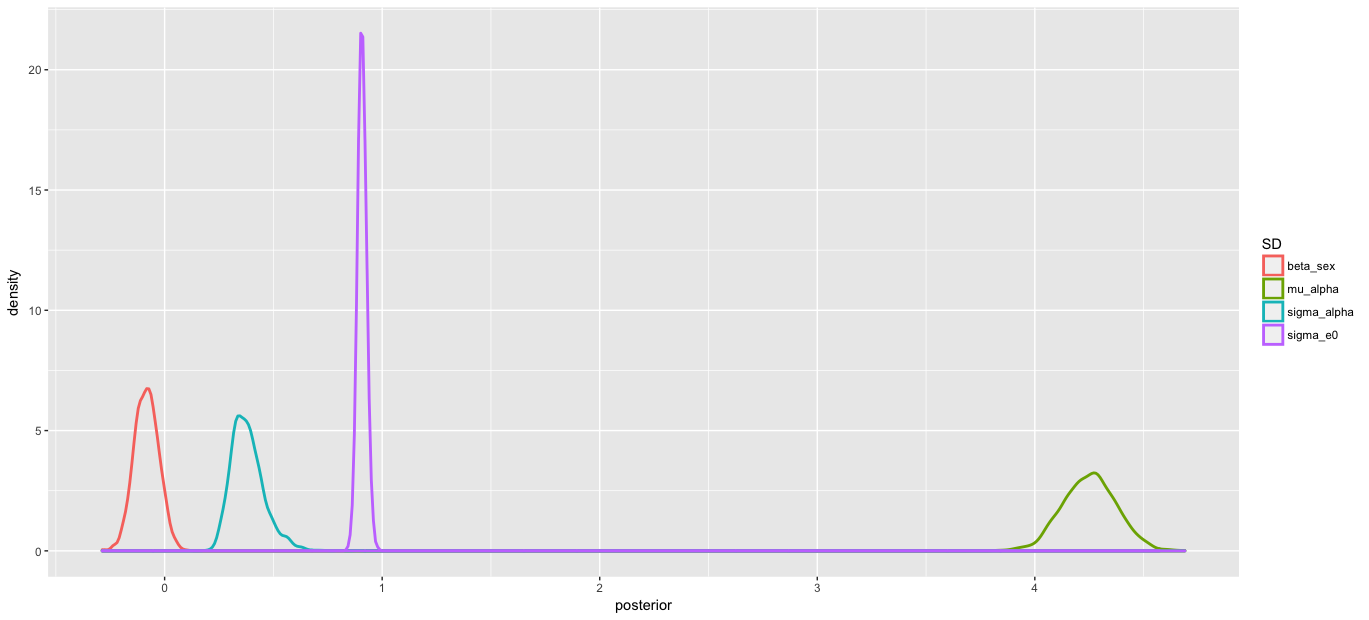 20
15
10
5
0
density
0
1
2
3
4
posterior
SD
beta_sex
mu_alpha
sigma_alpha
sigma_e0